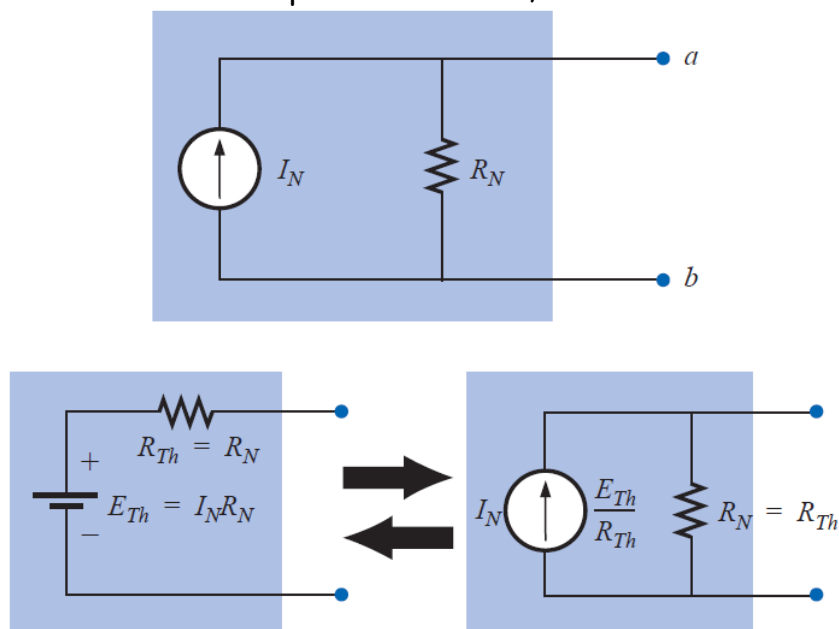 a
I_N
R_N
b
R_Th = R_N
+
E_Th = I_N R_N
−
I_N
E_Th
R_Th
R_N = R_Th